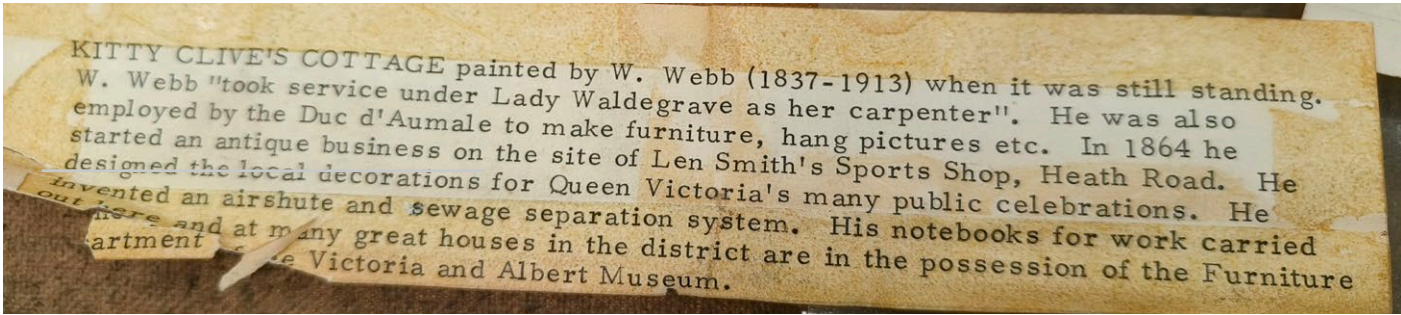 KITTY CLIVE'S COTTAGE painted by W. Webb (1837-1913) when it was still standing.
W. Webb "took service under Lady Waldegrave as her carpenter". He was also
employed by the Duc d'Aumale to make furniture, hang pictures etc. In 1864 he
started an antique business on the site of Len Smith's Sports Shop, Heath Road. He
designed the local decorations for Queen Victoria's many public celebrations. He
invented an airshute and sewage separation system. His notebooks for work carried
out here and at many great houses in the district are in the possession of the Furniture
artment Victoria and Albert Museum.